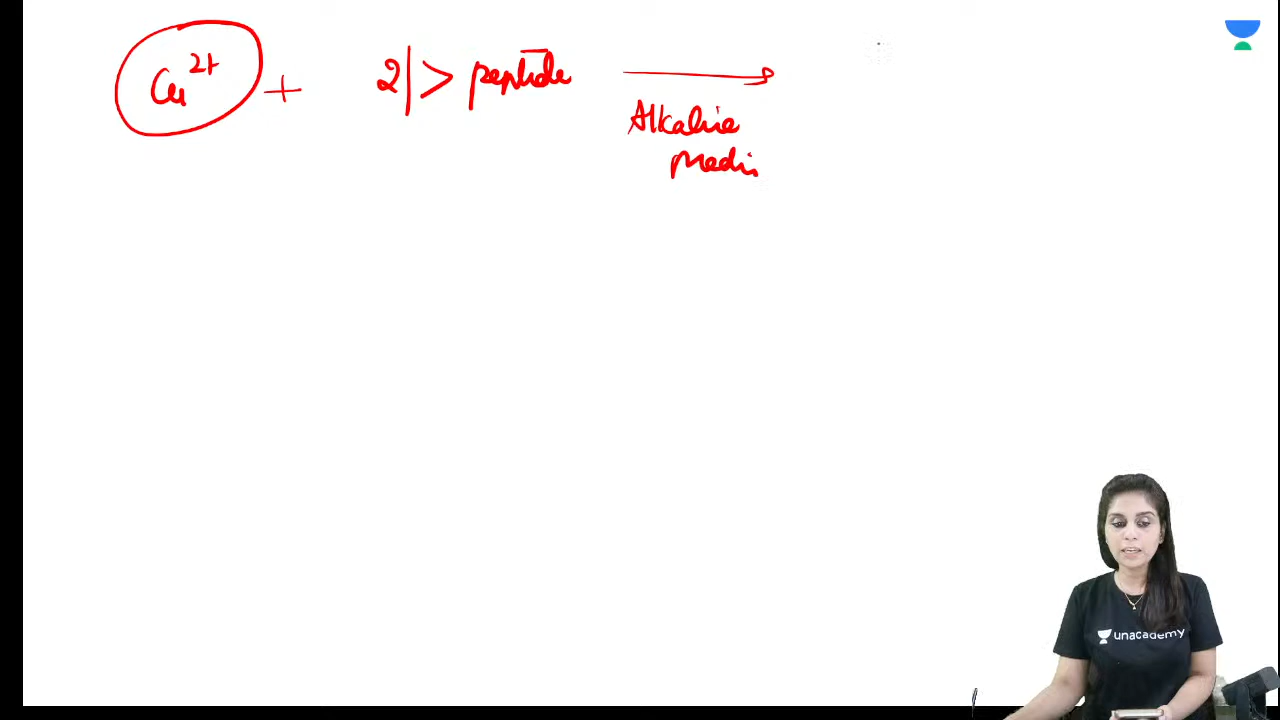 Cu²⁺ + 2|> peptide →
Alkaline
Medi
unacademy